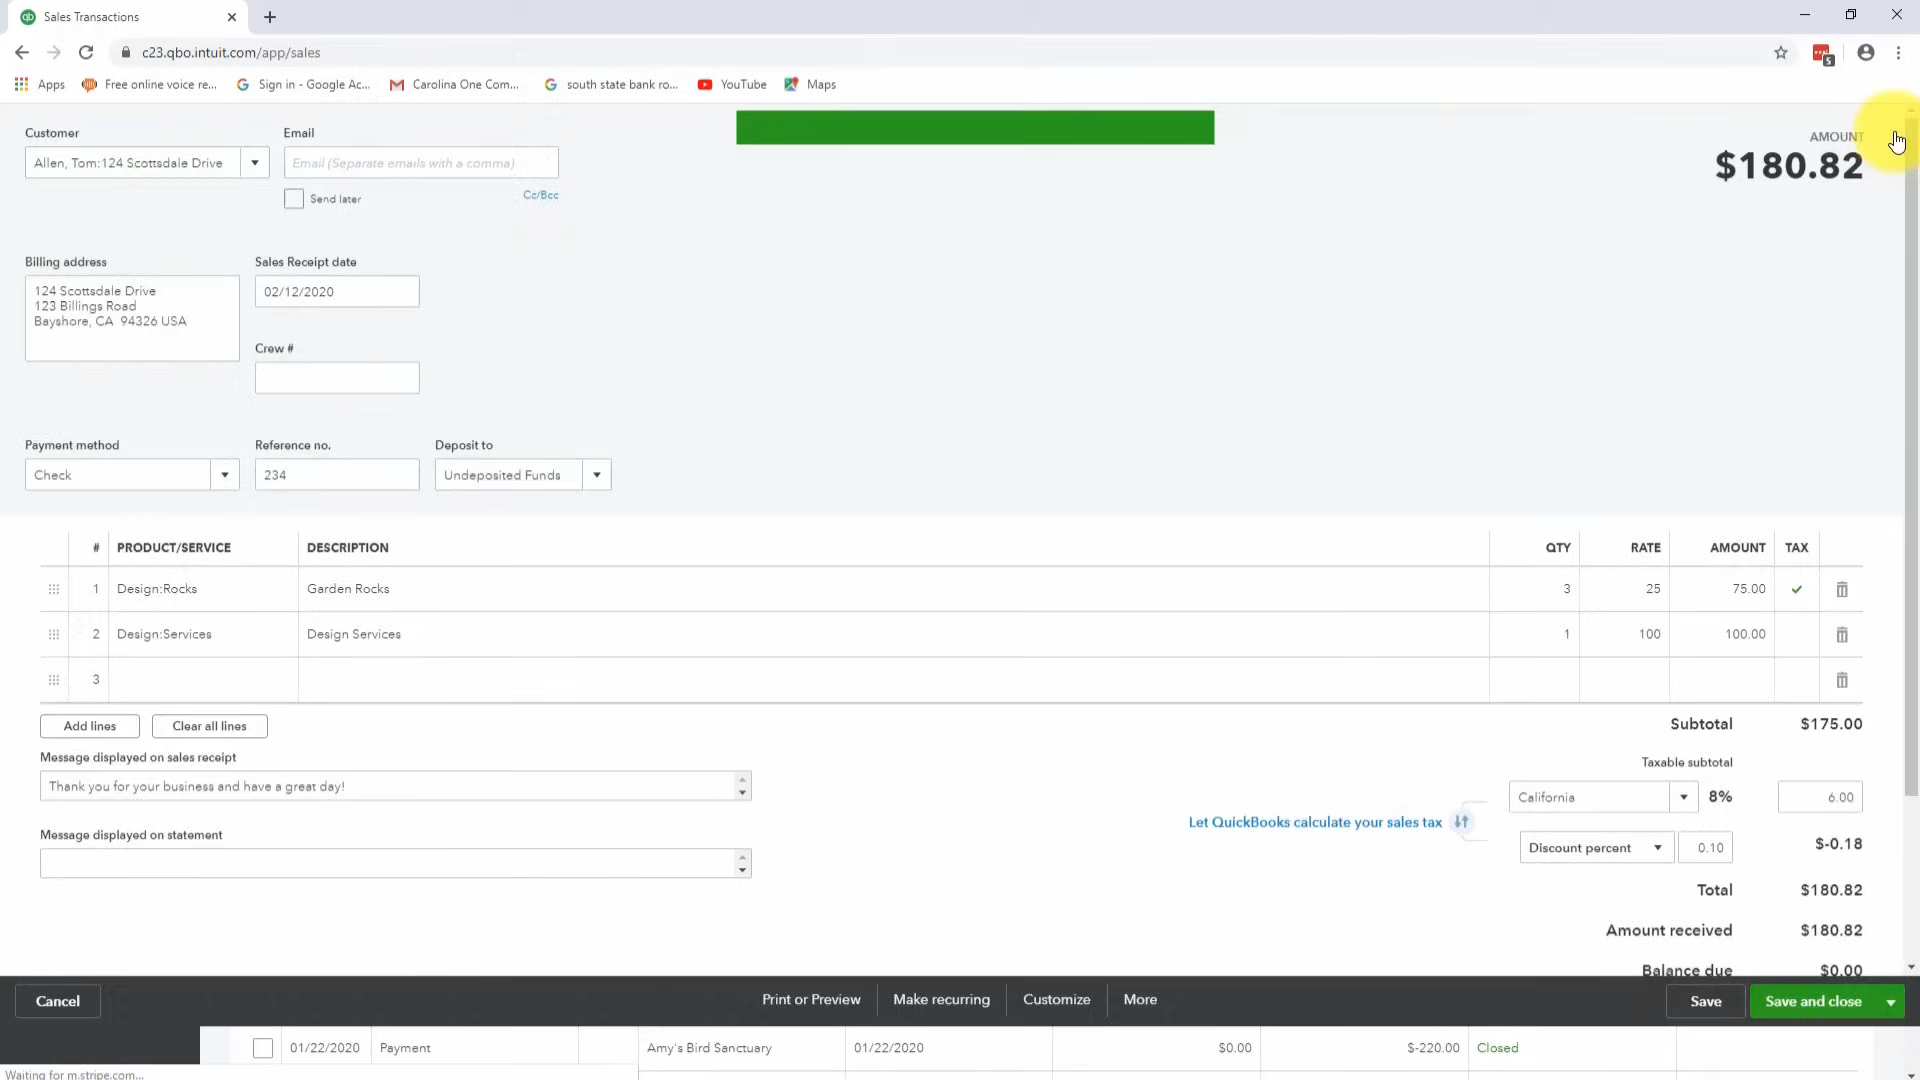 Sales Transactions
c23.qbo.intuit.com/app/sales
5
Apps
Free online voice re...
Sign in - Google Ac...
Carolina One Com...
south state bank ro...
YouTube
Maps
Customer
Email
AMOUNT
Allen, Tom:124 Scottsdale Drive
Email (Separate emails with a comma)
$180.82
Send later
Cc/Bcc
Billing address
Sales Receipt date
124 Scottsdale Drive
123 Billings Road
Bayshore, CA 94326 USA
02/12/2020
Crew #
Payment method
Reference no.
Deposit to
Check
234
Undeposited Funds
# PRODUCT/SERVICE DESCRIPTION QTY RATE AMOUNT TAX
1 Design:Rocks Garden Rocks 3 25 75.00
2 Design:Services Design Services 1 100 100.00
3
Add lines
Clear all lines
Subtotal $175.00
Message displayed on sales receipt
Taxable subtotal
Thank you for your business and have a great day!
California 8% 6.00
Let QuickBooks calculate your sales tax
Message displayed on statement
Discount percent 0.10 $-0.18
Total $180.82
Amount received $180.82
Balance due $0.00
Cancel
Print or Preview
Make recurring
Customize
More
Save
Save and close
01/22/2020 Payment Amy's Bird Sanctuary 01/22/2020 $0.00 $-220.00 Closed
Waiting for m.stripe.com...